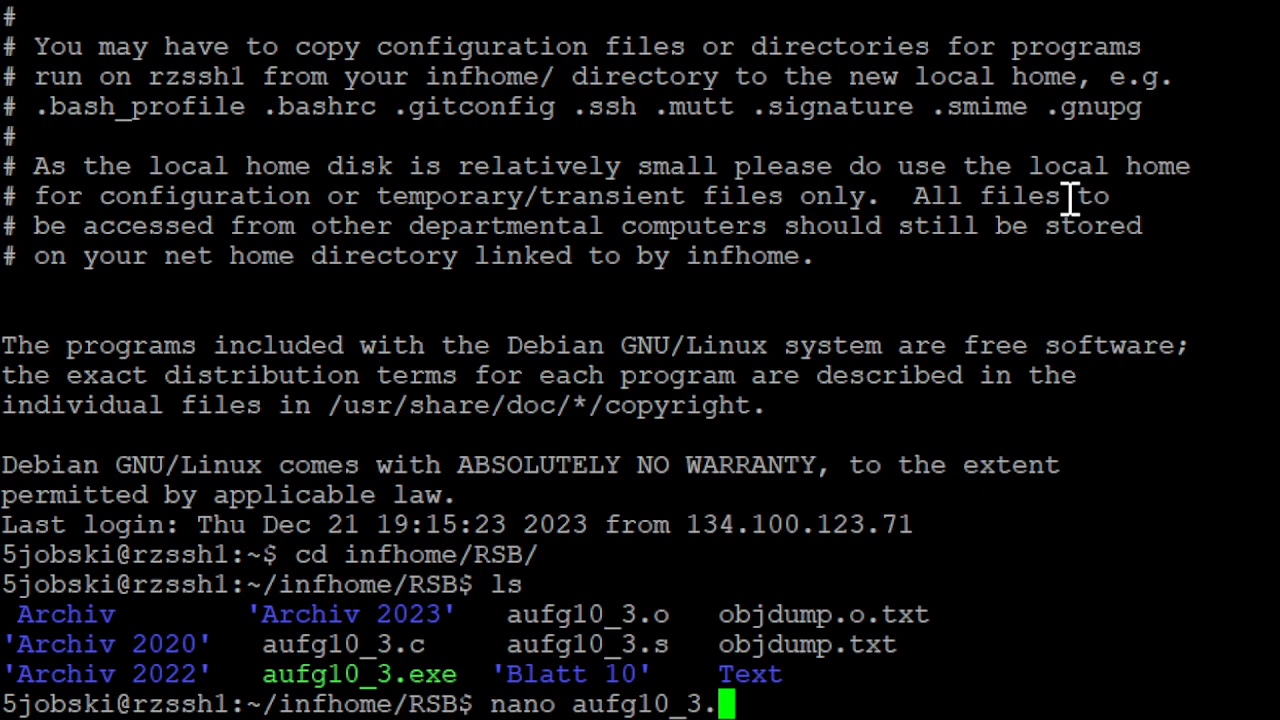 #
# You may have to copy configuration files or directories for programs
# run on rzssh1 from your infhome/ directory to the new local home, e.g.
# .bash_profile .bashrc .gitconfig .ssh .mutt .signature .smime .gnupg
#
# As the local home disk is relatively small please do use the local home
# for configuration or temporary/transient files only.  All files to
# be accessed from other departmental computers should still be stored
# on your net home directory linked to by infhome.
The programs included with the Debian GNU/Linux system are free software;
the exact distribution terms for each program are described in the
individual files in /usr/share/doc/*/copyright.
Debian GNU/Linux comes with ABSOLUTELY NO WARRANTY, to the extent
permitted by applicable law.
Last login: Thu Dec 21 19:15:23 2023 from 134.100.123.71
5jobski@rzssh1:~$ cd infhome/RSB/
5jobski@rzssh1:~/infhome/RSB$ ls
 Archiv        'Archiv 2023'   aufg10_3.o   objdump.o.txt
'Archiv 2020'   aufg10_3.c     aufg10_3.s   objdump.txt
'Archiv 2022'   aufg10_3.exe  'Blatt 10'    Text
5jobski@rzssh1:~/infhome/RSB$ nano aufg10_3.